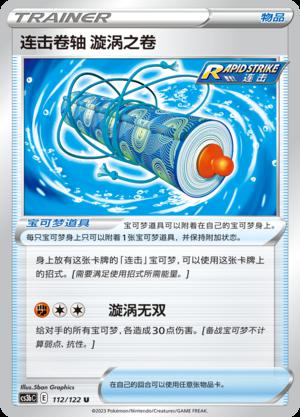 TRAINER 物品
连击卷轴 漩涡之卷
RAPID STRIKE
连击
宝可梦道具
宝可梦道具可以附着在自己的宝可梦身上。
每只宝可梦身上只可以附着1张宝可梦道具，并保持附加状态。
身上放有这张卡牌的「连击」宝可梦，可以使用这张卡牌上的
招式。[需要满足使用招式所需能量。]
漩涡无双
给对手的所有宝可梦，各造成30点伤害。[备战宝可梦不计算
弱点、抗性。]
Illus. 5ban Graphics
cs3b C E 112/122 U
在自己的回合可以使用任意张物品卡。
©2023 Pokémon/Nintendo/Creatures/GAME FREAK.